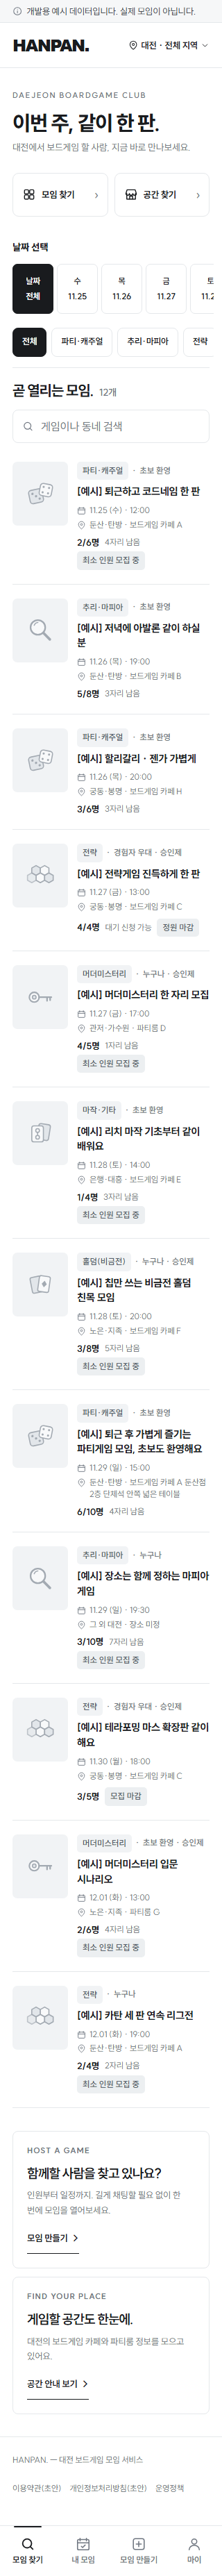 개발용 예시 데이터입니다. 실제 모임이 아닙니다.
HANPAN.
대전 · 전체 지역
DAEJEON BOARDGAME CLUB
이번 주, 같이 한 판.
대전에서 보드게임 할 사람, 지금 바로 만나보세요.
모임 찾기
공간 찾기
날짜 선택
날짜 전체
수 11.25
목 11.26
금 11.27
전체
파티·캐주얼
추리·마피아
전략
곧 열리는 모임. 12개
게임이나 동네 검색
파티·캐주얼 · 초보 환영
[예시] 퇴근하고 코드네임 한 판
11.25 (수) · 12:00
둔산·탄방 · 보드게임 카페 A
2/6명 4자리 남음
최소 인원 모집 중
추리·마피아 · 초보 환영
[예시] 저녁에 아발론 같이 하실
분
11.26 (목) · 19:00
둔산·탄방 · 보드게임 카페 B
5/8명 3자리 남음
파티·캐주얼 · 초보 환영
[예시] 할리갈리 · 젠가 가볍게
11.26 (목) · 20:00
궁동·봉명 · 보드게임 카페 H
3/6명 3자리 남음
전략 · 경험자 우대 · 승인제
[예시] 전략게임 진득하게 한 판
11.27 (금) · 13:00
궁동·봉명 · 보드게임 카페 C
4/4명 대기 신청 가능 정원 마감
머더미스터리 · 누구나 · 승인제
[예시] 머더미스터리 한 자리 모집
11.27 (금) · 17:00
관저·가수원 · 파티룸 D
4/5명 1자리 남음
최소 인원 모집 중
마작·기타 · 초보 환영
[예시] 리치 마작 기초부터 같이
배워요
11.28 (토) · 14:00
은행·대흥 · 보드게임 카페 E
1/4명 3자리 남음
최소 인원 모집 중
홀덤(비금전) · 누구나 · 승인제
[예시] 칩만 쓰는 비금전 홀덤
친목 모임
11.28 (토) · 20:00
노은·지족 · 보드게임 카페 F
3/8명 5자리 남음
최소 인원 모집 중
파티·캐주얼 · 초보 환영
[예시] 퇴근 후 가볍게 즐기는
파티게임 모임, 초보도 환영해요
11.29 (일) · 15:00
둔산·탄방 · 보드게임 카페 A 둔산점
2층 단체석 안쪽 넓은 테이블
6/10명 4자리 남음
추리·마피아 · 누구나
[예시] 장소는 함께 정하는 마피아
게임
11.29 (일) · 19:30
그 외 대전 · 장소 미정
3/10명 7자리 남음
최소 인원 모집 중
전략 · 경험자 우대 · 승인제
[예시] 테라포밍 마스 확장판 같이
해요
11.30 (월) · 18:00
궁동·봉명 · 보드게임 카페 C
3/5명 모집 마감
머더미스터리 · 초보 환영 · 승인제
[예시] 머더미스터리 입문
시나리오
12.01 (화) · 13:00
노은·지족 · 파티룸 G
2/6명 4자리 남음
최소 인원 모집 중
전략 · 누구나
[예시] 카탄 세 판 연속 리그전
12.01 (화) · 19:00
둔산·탄방 · 보드게임 카페 A
2/4명 2자리 남음
최소 인원 모집 중
HOST A GAME
함께할 사람을 찾고 있나요?
인원부터 일정까지. 길게 채팅할 필요 없이 한
번에 모임을 열어보세요.
모임 만들기
FIND YOUR PLACE
게임할 공간도 한눈에.
대전의 보드게임 카페와 파티룸 정보를 모으고
있어요.
공간 안내 보기
HANPAN. — 대전 보드게임 모임 서비스
이용약관(초안) 개인정보처리방침(초안) 운영정책
모임 찾기
내 모임
모임 만들기
마이